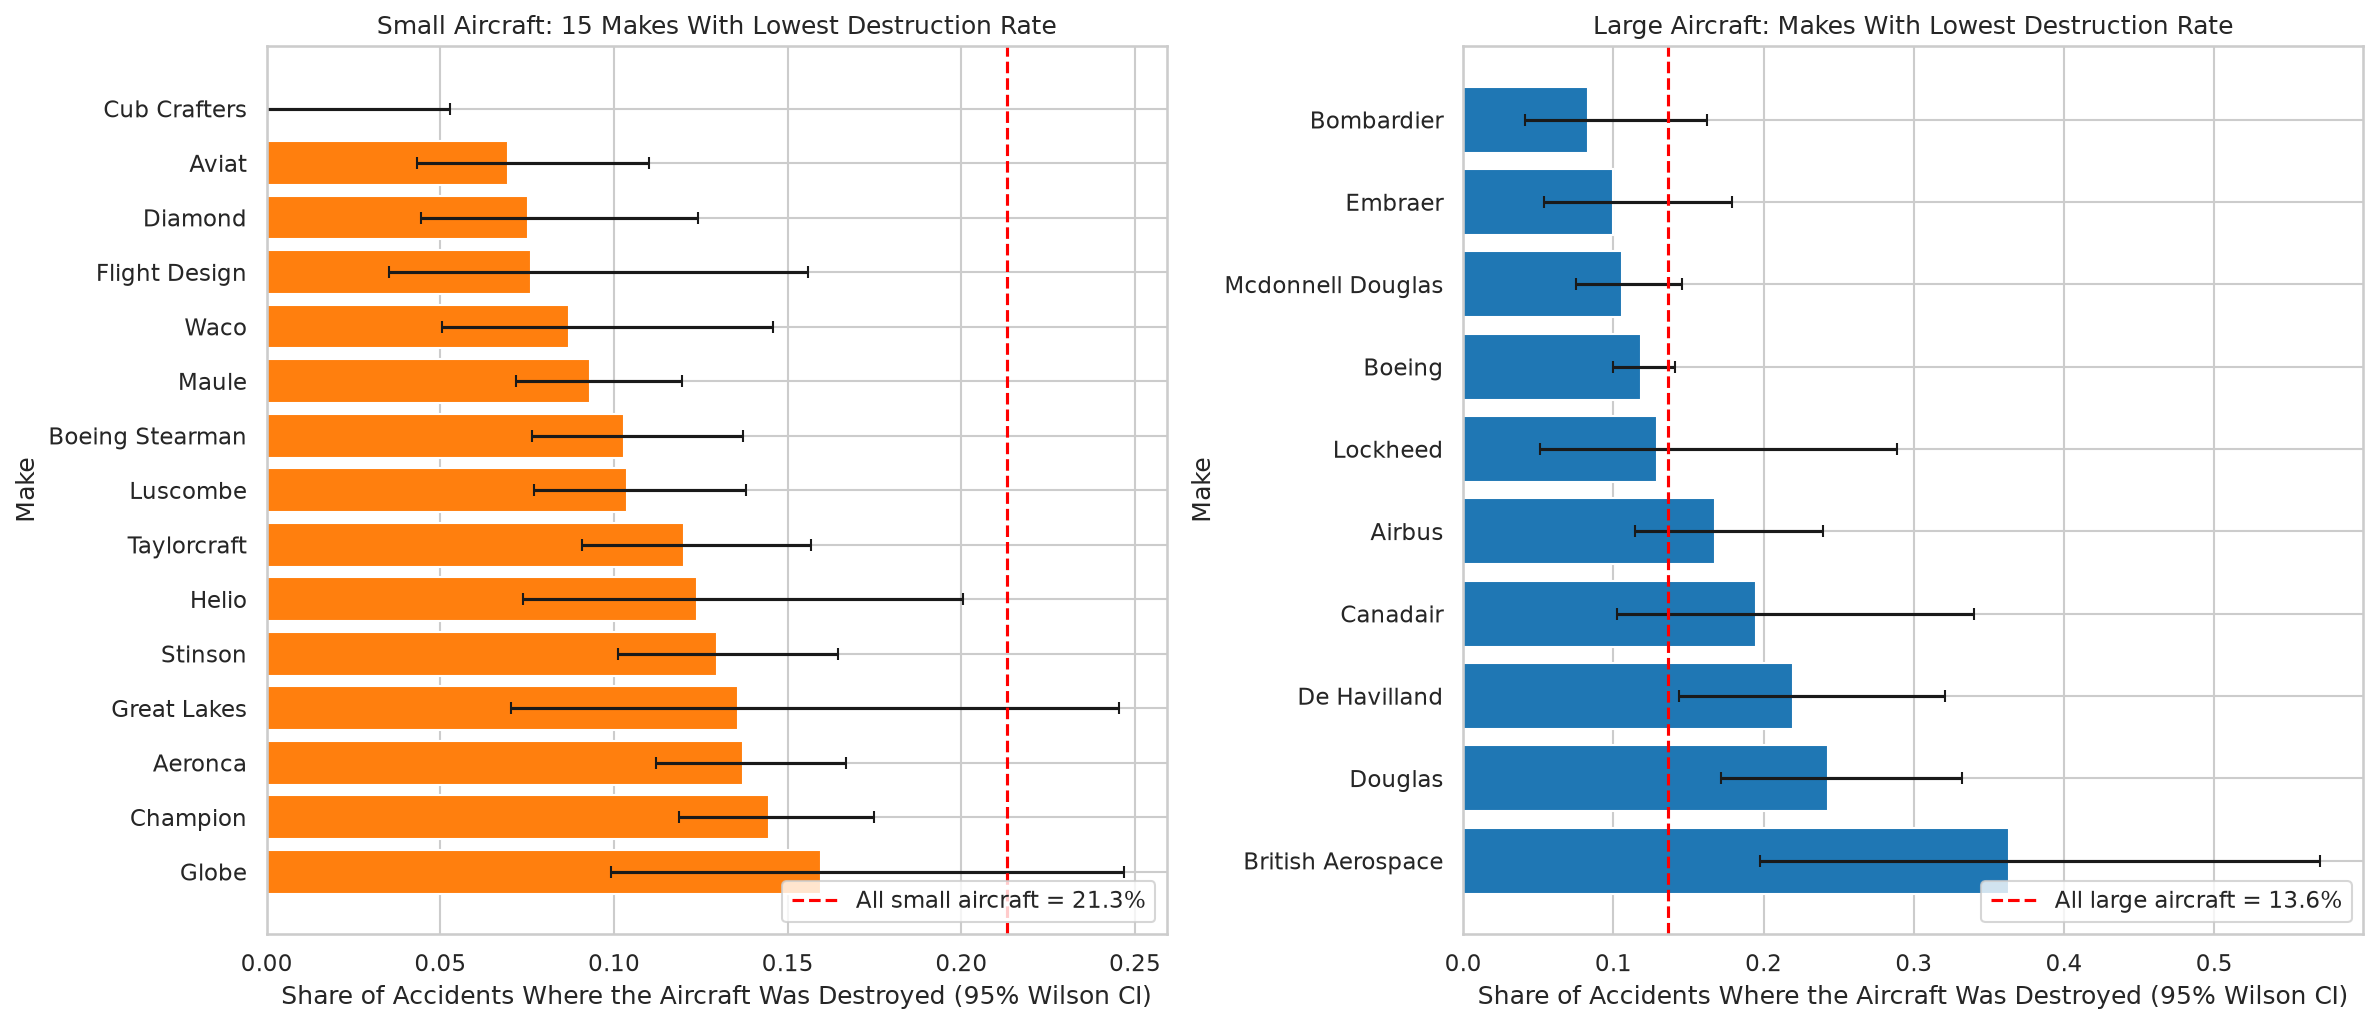 Small Aircraft: 15 Makes With Lowest Destruction Rate
Make
Cub Crafters
Aviat
Diamond
Flight Design
Waco
Maule
Boeing Stearman
Luscombe
Taylorcraft
Helio
Stinson
Great Lakes
Aeronca
Champion
Globe
All small aircraft = 21.3%
0.00 0.05 0.10 0.15 0.20 0.25
Share of Accidents Where the Aircraft Was Destroyed (95% Wilson CI)
Large Aircraft: Makes With Lowest Destruction Rate
Make
Bombardier
Embraer
Mcdonnell Douglas
Boeing
Lockheed
Airbus
Canadair
De Havilland
Douglas
British Aerospace
All large aircraft = 13.6%
0.0 0.1 0.2 0.3 0.4 0.5
Share of Accidents Where the Aircraft Was Destroyed (95% Wilson CI)